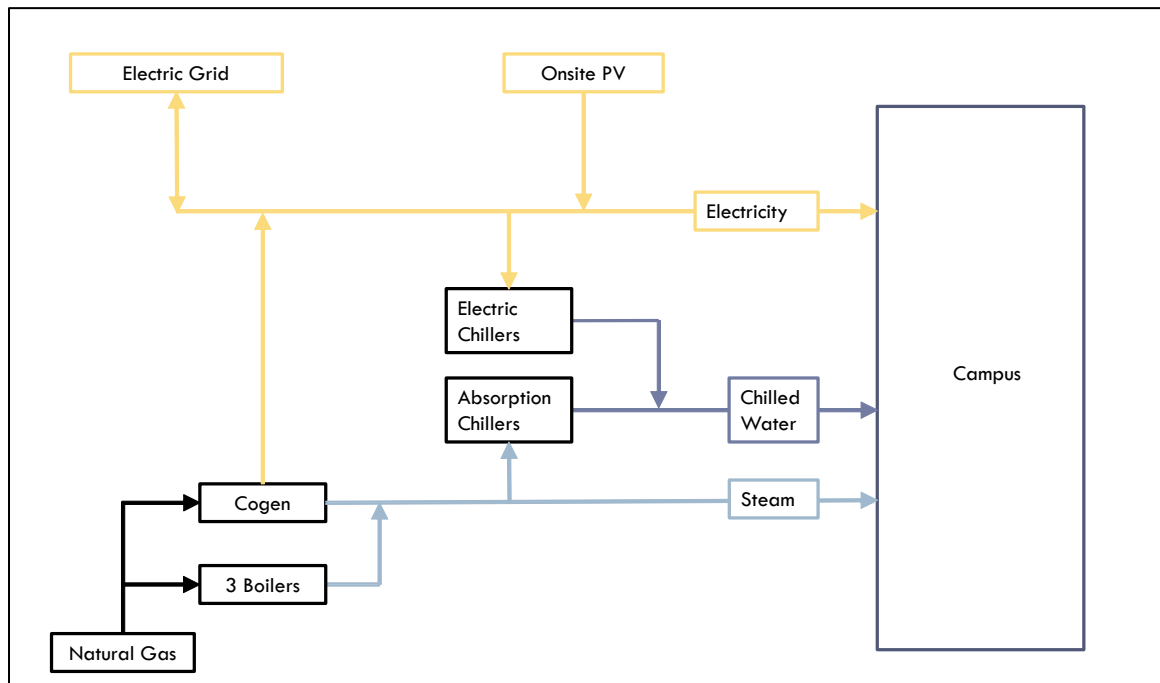 Electric Grid
Onsite PV
Electricity
Electric
Chillers
Campus
Absorption
Chillers
Chilled
Water
Cogen
Steam
3 Boilers
Natural Gas